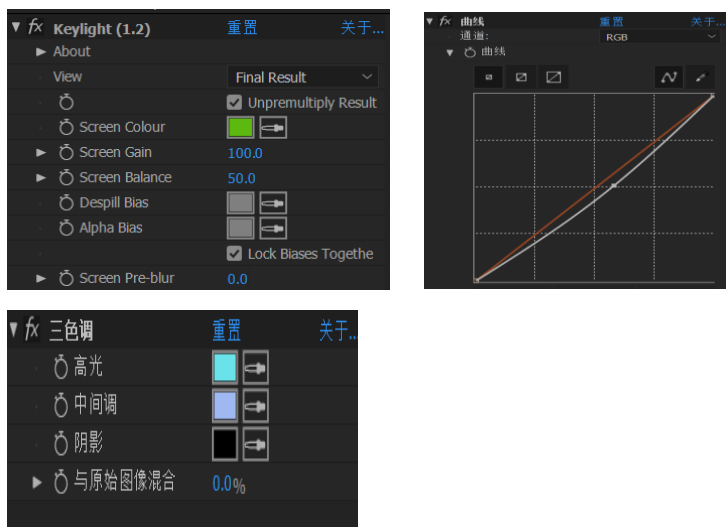 fx Keylight (1.2) 重置 关于...
About
View Final Result
Unpremultiply Result
Screen Colour
Screen Gain 100.0
Screen Balance 50.0
Despill Bias
Alpha Bias
Lock Biases Togethe
Screen Pre-blur 0.0
fx 曲线 重置 关于...
通道: RGB
曲线
fx 三色调 重置 关于...
高光
中间调
阴影
与原始图像混合 0.0%